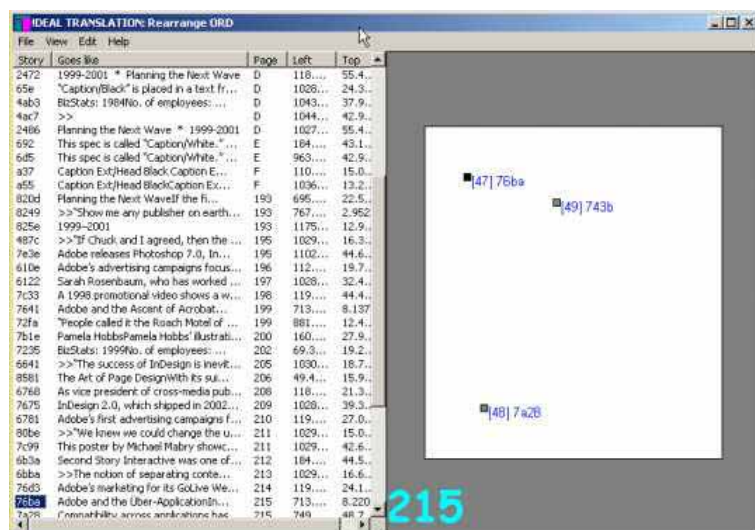 IDEAL TRANSLATION: Rearrange ORD
File View Edit Help
Story Goes like Page Left Top
2472 1999-2001 * Planning the Next Wave D 118.... 55.4...
65e "Caption/Black" is placed in a text fr... D 1028... 24.3...
4ab3 BizStats: 1984No. of employees: ... D 1043... 37.9...
4ac7 >> D 1044... 42.9...
2486 Planning the Next Wave * 1999-2001 D 1027... 55.4...
692 This spec is called "Caption/White." ... E 184.... 43.1...
6d5 This spec is called "Caption/White." ... E 963.... 42.9...
a37 Caption Ext/Head Black Caption E... F 110.... 15.0...
a55 Caption Ext/Head BlackCaption Ex... F 1036... 13.2...
820d Planning the Next WaveIf the fi... 193 695.... 22.5...
8249 >>"Show me any publisher on earth... 193 767.... 2.952
825e 1999–2001 193 1175... 12.9...
487c >>"If Chuck and I agreed, then the ... 195 1029... 16.3...
7e3e Adobe releases Photoshop 7.0, In... 195 1102... 44.6...
610e Adobe's advertising campaigns focus... 196 112.... 19.7...
6122 Sarah Rosenbaum, who has worked ... 197 1028... 32.4...
7c33 A 1998 promotional video shows a w... 198 119.... 44.4...
7641 Adobe and the Ascent of Acrobat... 199 713.... 8.137
72fa "People called it the Roach Motel of ... 199 881.... 12.4...
7b1e Pamela HobbsPamela Hobbs' illustrati... 200 160.... 27.9...
7235 BizStats: 1999No. of employees: ... 202 69.3... 19.2...
6641 >>"The success of InDesign is inevit... 205 1030... 18.7...
8581 The Art of Page DesignWith its sui... 206 49.4... 15.9...
6768 As vice president of cross-media pub... 208 118.... 21.3...
7675 InDesign 2.0, which shipped in 2002... 209 1028... 39.3...
6781 Adobe's first advertising campaigns f... 210 119.... 27.0...
80be >>"We knew we could change the u... 211 1029... 15.0...
7c99 This poster by Michael Mabry showc... 211 1029... 42.6...
6b3a Second Story Interactive was one of... 212 184.... 44.5...
6bba >>The notion of separating conte... 213 1029... 16.6...
76d3 Adobe's marketing for its GoLive We... 214 119.... 24.1...
76ba Adobe and the Über-ApplicationIn... 215 713.... 8.220
7a28 Compatibility across applications has 215 749 48.7
[47] 76ba
[49] 743b
[48] 7a28
215